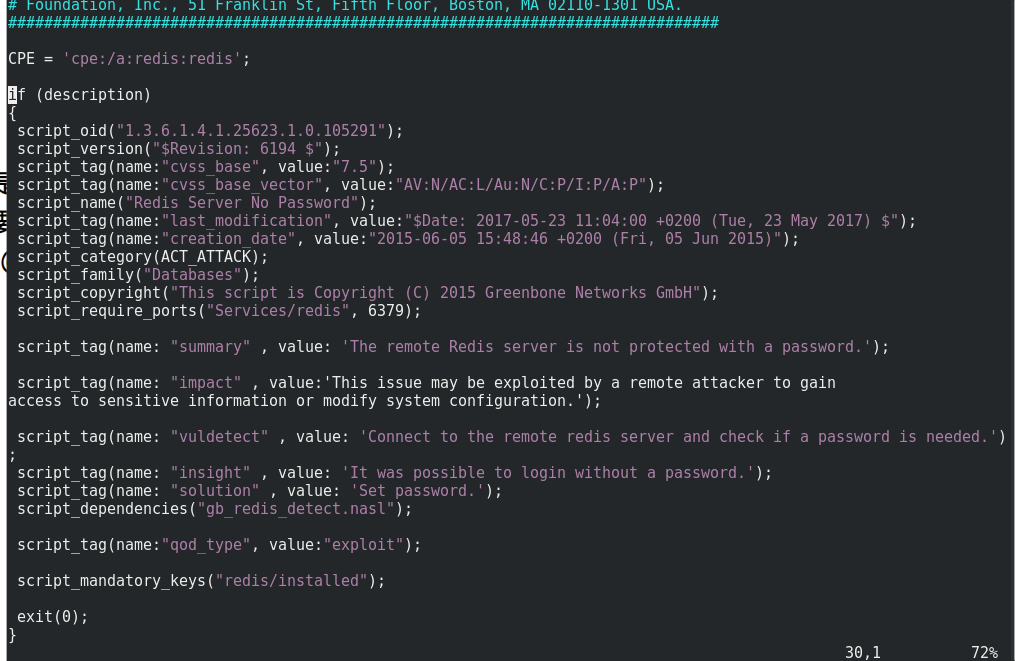 # Foundation, Inc., 51 Franklin St, Fifth Floor, Boston, MA 02110-1301 USA.
###############################################################################
CPE = 'cpe:/a:redis:redis';
if (description)
{
 script_oid("1.3.6.1.4.1.25623.1.0.105291");
 script_version("$Revision: 6194 $");
 script_tag(name:"cvss_base", value:"7.5");
 script_tag(name:"cvss_base_vector", value:"AV:N/AC:L/Au:N/C:P/I:P/A:P");
 script_name("Redis Server No Password");
 script_tag(name:"last_modification", value:"$Date: 2017-05-23 11:04:00 +0200 (Tue, 23 May 2017) $");
 script_tag(name:"creation_date", value:"2015-06-05 15:48:46 +0200 (Fri, 05 Jun 2015)");
 script_category(ACT_ATTACK);
 script_family("Databases");
 script_copyright("This script is Copyright (C) 2015 Greenbone Networks GmbH");
 script_require_ports("Services/redis", 6379);
 script_tag(name: "summary" , value: 'The remote Redis server is not protected with a password.');
 script_tag(name: "impact" , value:'This issue may be exploited by a remote attacker to gain
access to sensitive information or modify system configuration.');
 script_tag(name: "vuldetect" , value: 'Connect to the remote redis server and check if a password is needed.')
;
 script_tag(name: "insight" , value: 'It was possible to login without a password.');
 script_tag(name: "solution" , value: 'Set password.');
 script_dependencies("gb_redis_detect.nasl");
 script_tag(name:"qod_type", value:"exploit");
 script_mandatory_keys("redis/installed");
 exit(0);
}
30,1 72%